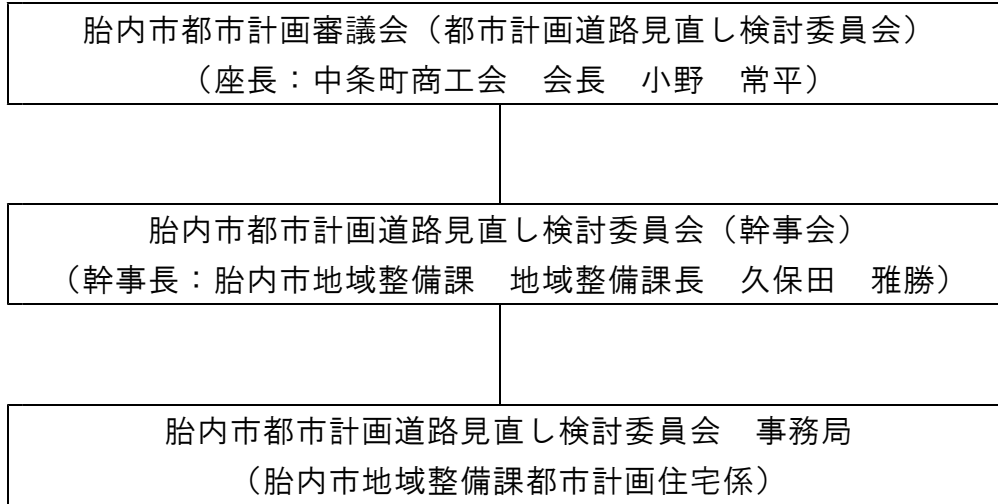 胎内市都市計画審議会（都市計画道路見直し検討委員会）
（座長：中条町商工会　会長　小野　常平）
胎内市都市計画道路見直し検討委員会（幹事会）
（幹事長：胎内市地域整備課　地域整備課長　久保田　雅勝）
胎内市都市計画道路見直し検討委員会　事務局
（胎内市地域整備課都市計画住宅係）